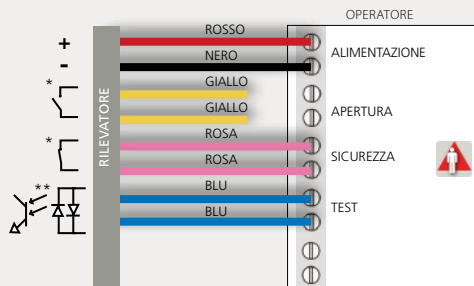 OPERATORE
ROSSO
+
ALIMENTAZIONE
NERO
-
GIALLO
*
APERTURA
GIALLO
RILEVATORE
ROSA
*
SICUREZZA
ROSA
BLU
**
TEST
BLU